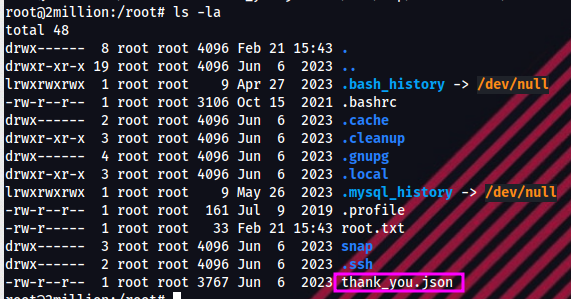 root@2million:/root# ls -la
total 48
drwx------  8 root root 4096 Feb 21 15:43 .
drwxr-xr-x 19 root root 4096 Jun  6  2023 ..
lrwxrwxrwx  1 root root    9 Apr 27  2023 .bash_history -> /dev/null
-rw-r--r--  1 root root 3106 Oct 15  2021 .bashrc
drwx------  2 root root 4096 Jun  6  2023 .cache
drwxr-xr-x  3 root root 4096 Jun  6  2023 .cleanup
drwx------  4 root root 4096 Jun  6  2023 .gnupg
drwxr-xr-x  3 root root 4096 Jun  6  2023 .local
lrwxrwxrwx  1 root root    9 May 26  2023 .mysql_history -> /dev/null
-rw-r--r--  1 root root  161 Jul  9  2019 .profile
-rw-r-----  1 root root   33 Feb 21 15:43 root.txt
drwx------  3 root root 4096 Jun  6  2023 snap
drwx------  2 root root 4096 Jun  6  2023 .ssh
-rw-r--r--  1 root root 3767 Jun  6  2023 thank_you.json
root@2million:/root#